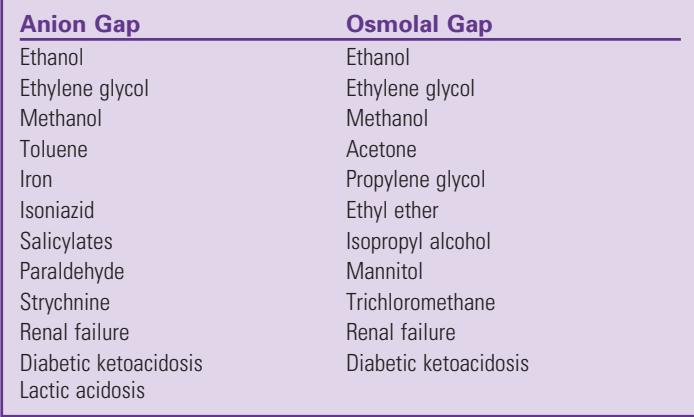 Anion Gap Osmolal Gap
Ethanol Ethanol
Ethylene glycol Ethylene glycol
Methanol Methanol
Toluene Acetone
Iron Propylene glycol
Isoniazid Ethyl ether
Salicylates Isopropyl alcohol
Paraldehyde Mannitol
Strychnine Trichloromethane
Renal failure Renal failure
Diabetic ketoacidosis Diabetic ketoacidosis
Lactic acidosis